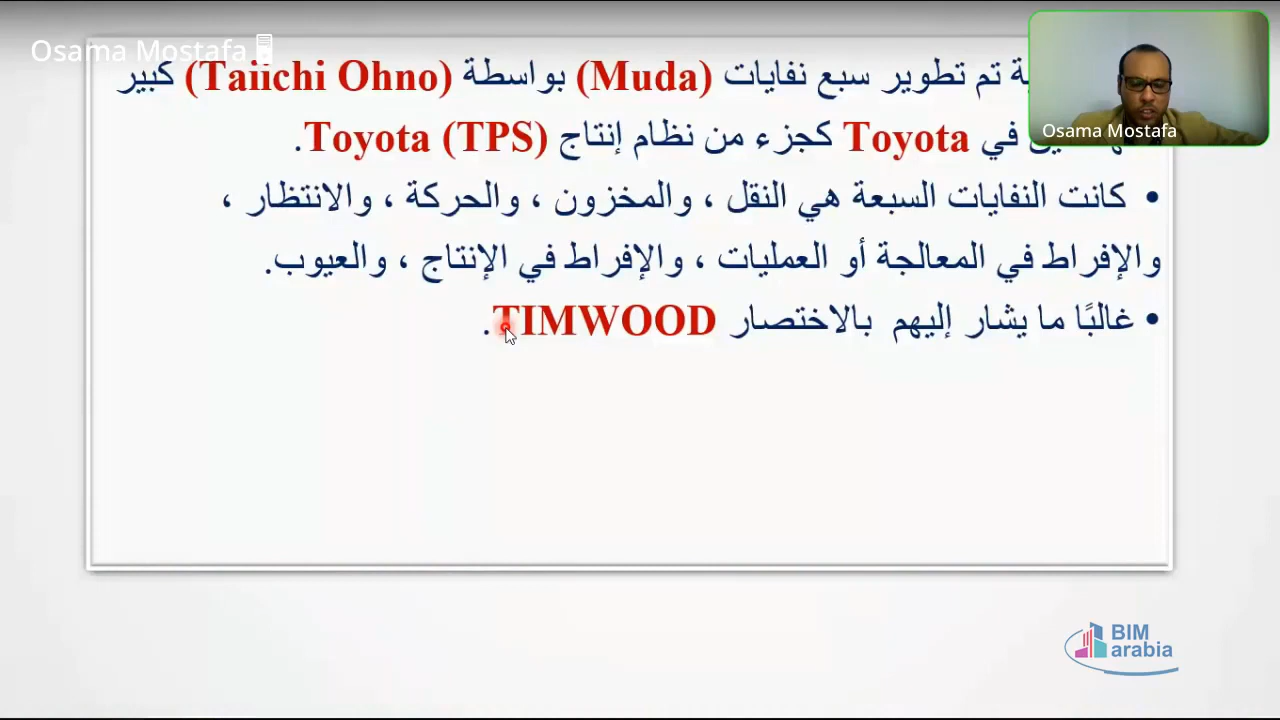 Osama Mostafa
تم تطوير سبع نفايات (Muda) بواسطة (Taiichi Ohno) كبير
في Toyota كجزء من نظام إنتاج Toyota (TPS).
• كانت النفايات السبعة هي النقل ، والمخزون ، والحركة ، والانتظار ،
والإفراط في المعالجة أو العمليات ، والإفراط في الإنتاج ، والعيوب.
• غالبًا ما يشار إليهم بالاختصار TIMWOOD.
Osama Mostafa
BIM
arabia